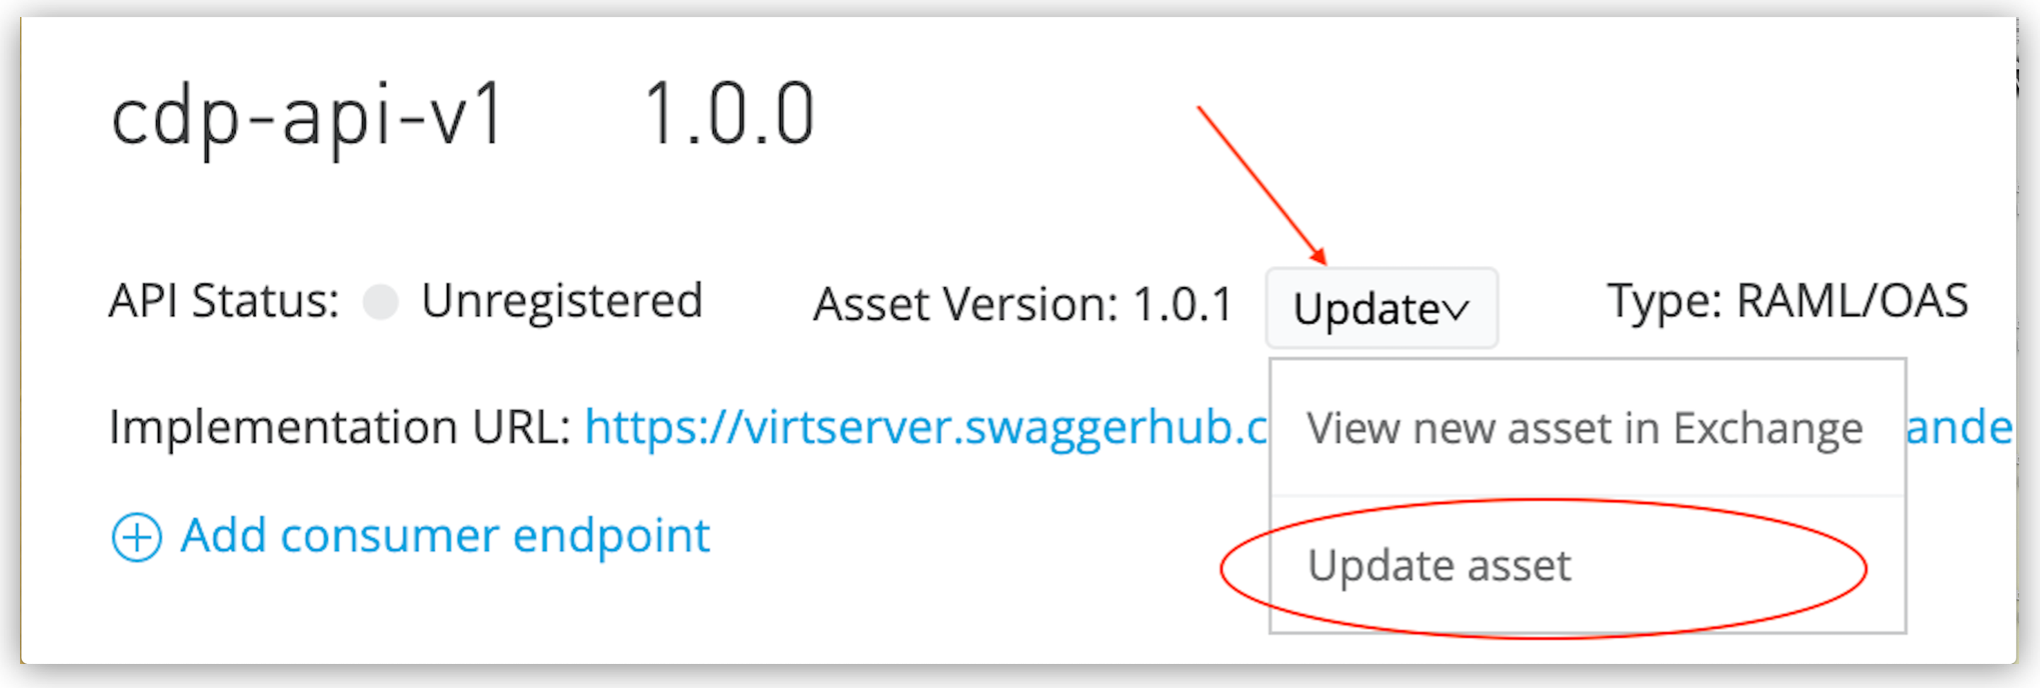 cdp-api-v1 1.0.0
API Status: Unregistered Asset Version: 1.0.1 Update Type: RAML/OAS
Implementation URL: https://virtserver.swaggerhub.c View new asset in Exchange ande
Add consumer endpoint Update asset